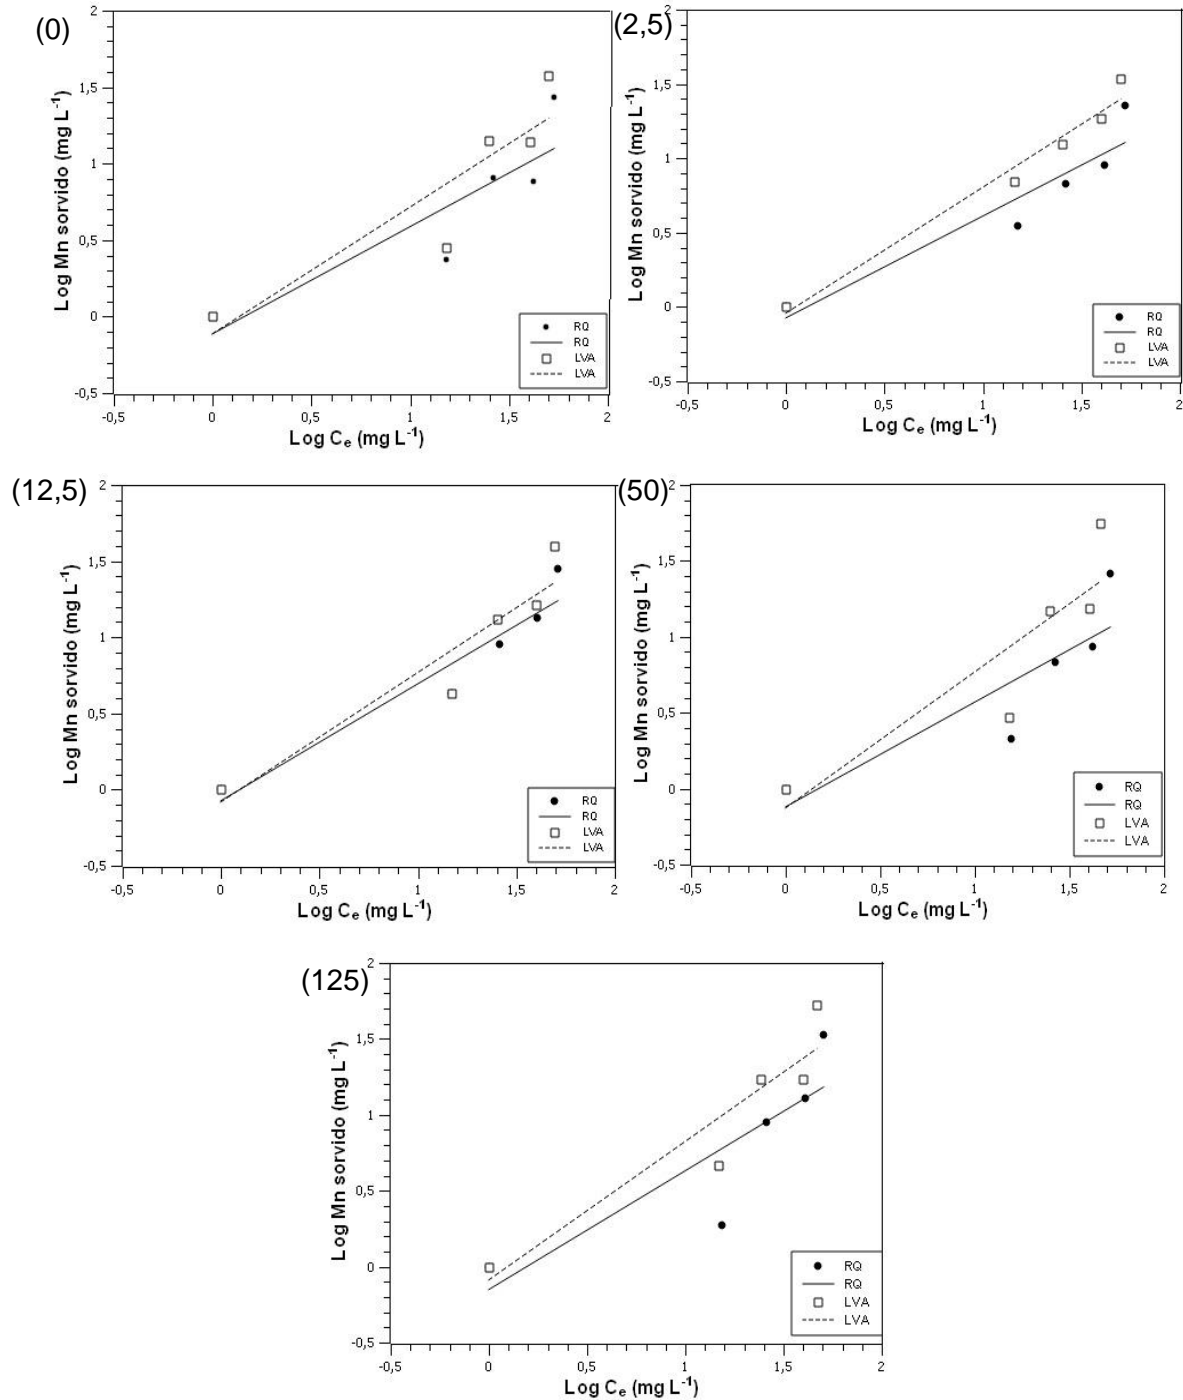 (0)
2
1,5
1
0,5
0
-0,5
Log Mn sorvido (mg L⁻¹)
-0,5 0 0,5 1 1,5 2
Log Cₑ (mg L⁻¹)
RQ
RQ
LVA
LVA
(2,5)
2
1,5
1
0,5
0
-0,5
Log Mn sorvido (mg L⁻¹)
-0,5 0 0,5 1 1,5 2
Log Cₑ (mg L⁻¹)
RQ
RQ
LVA
LVA
(12,5)
2
1,5
1
0,5
0
-0,5
Log Mn sorvido (mg L⁻¹)
-0,5 0 0,5 1 1,5 2
Log Cₑ (mg L⁻¹)
RQ
RQ
LVA
LVA
(50)
2
1,5
1
0,5
0
-0,5
Log Mn sorvido (mg L⁻¹)
-0,5 0 0,5 1 1,5 2
Log Cₑ (mg L⁻¹)
RQ
RQ
LVA
LVA
(125)
2
1,5
1
0,5
0
-0,5
Log Mn sorvido (mg L⁻¹)
-0,5 0 0,5 1 1,5 2
Log Cₑ (mg L⁻¹)
RQ
RQ
LVA
LVA